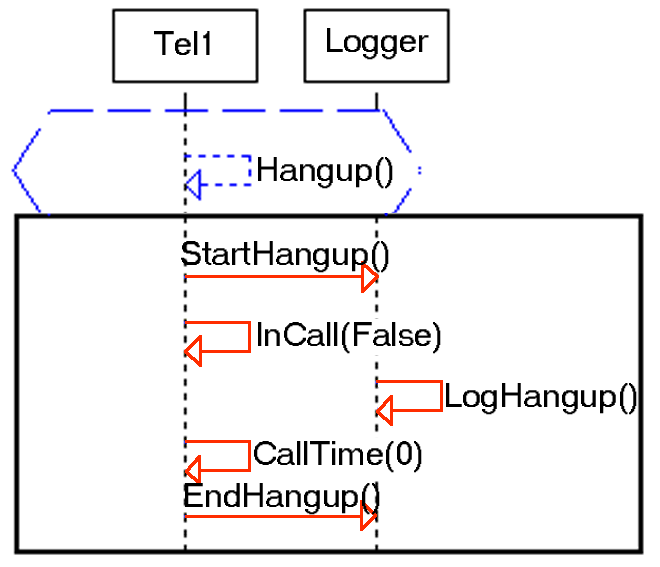 Tel1
Logger
Hangup()
StartHangup()
InCall(False)
LogHangup()
CallTime(0)
EndHangup()